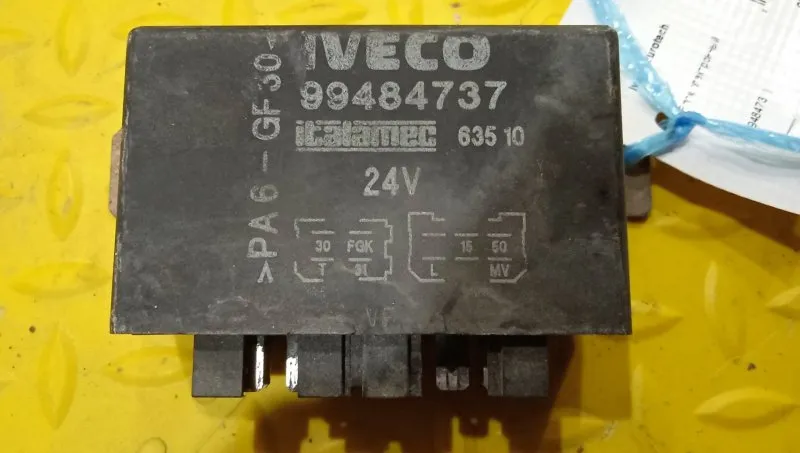 IVECO
99484737
italamec 635 10
24V
>PA6-GF30<
30 FGK
T 31
15 50
L MV